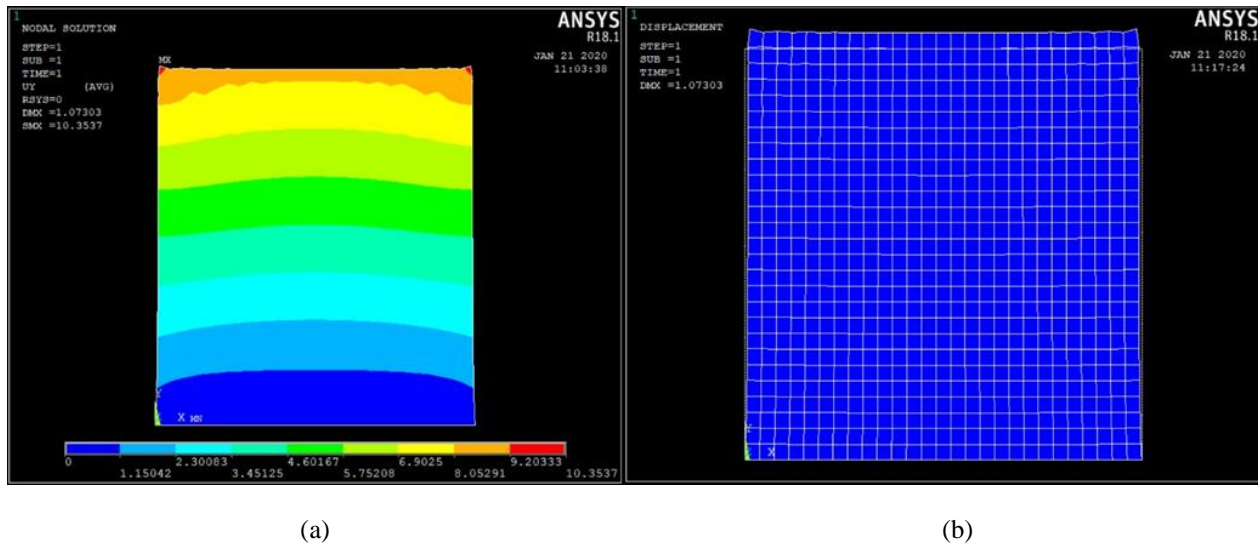 1
NODAL SOLUTION
STEP=1
SUB =1
TIME=1
UY (AVG)
RSYS=0
DMX =1.07303
SMX =10.3537
ANSYS
R18.1
JAN 21 2020
11:03:38
MX
Y
X MN
0 2.30083 4.60167 6.9025 9.20333
1.15042 3.45125 5.75208 8.05291 10.3537
1
DISPLACEMENT
STEP=1
SUB =1
TIME=1
DMX =1.07303
ANSYS
R18.1
JAN 21 2020
11:17:24
Y
X
(a) (b)